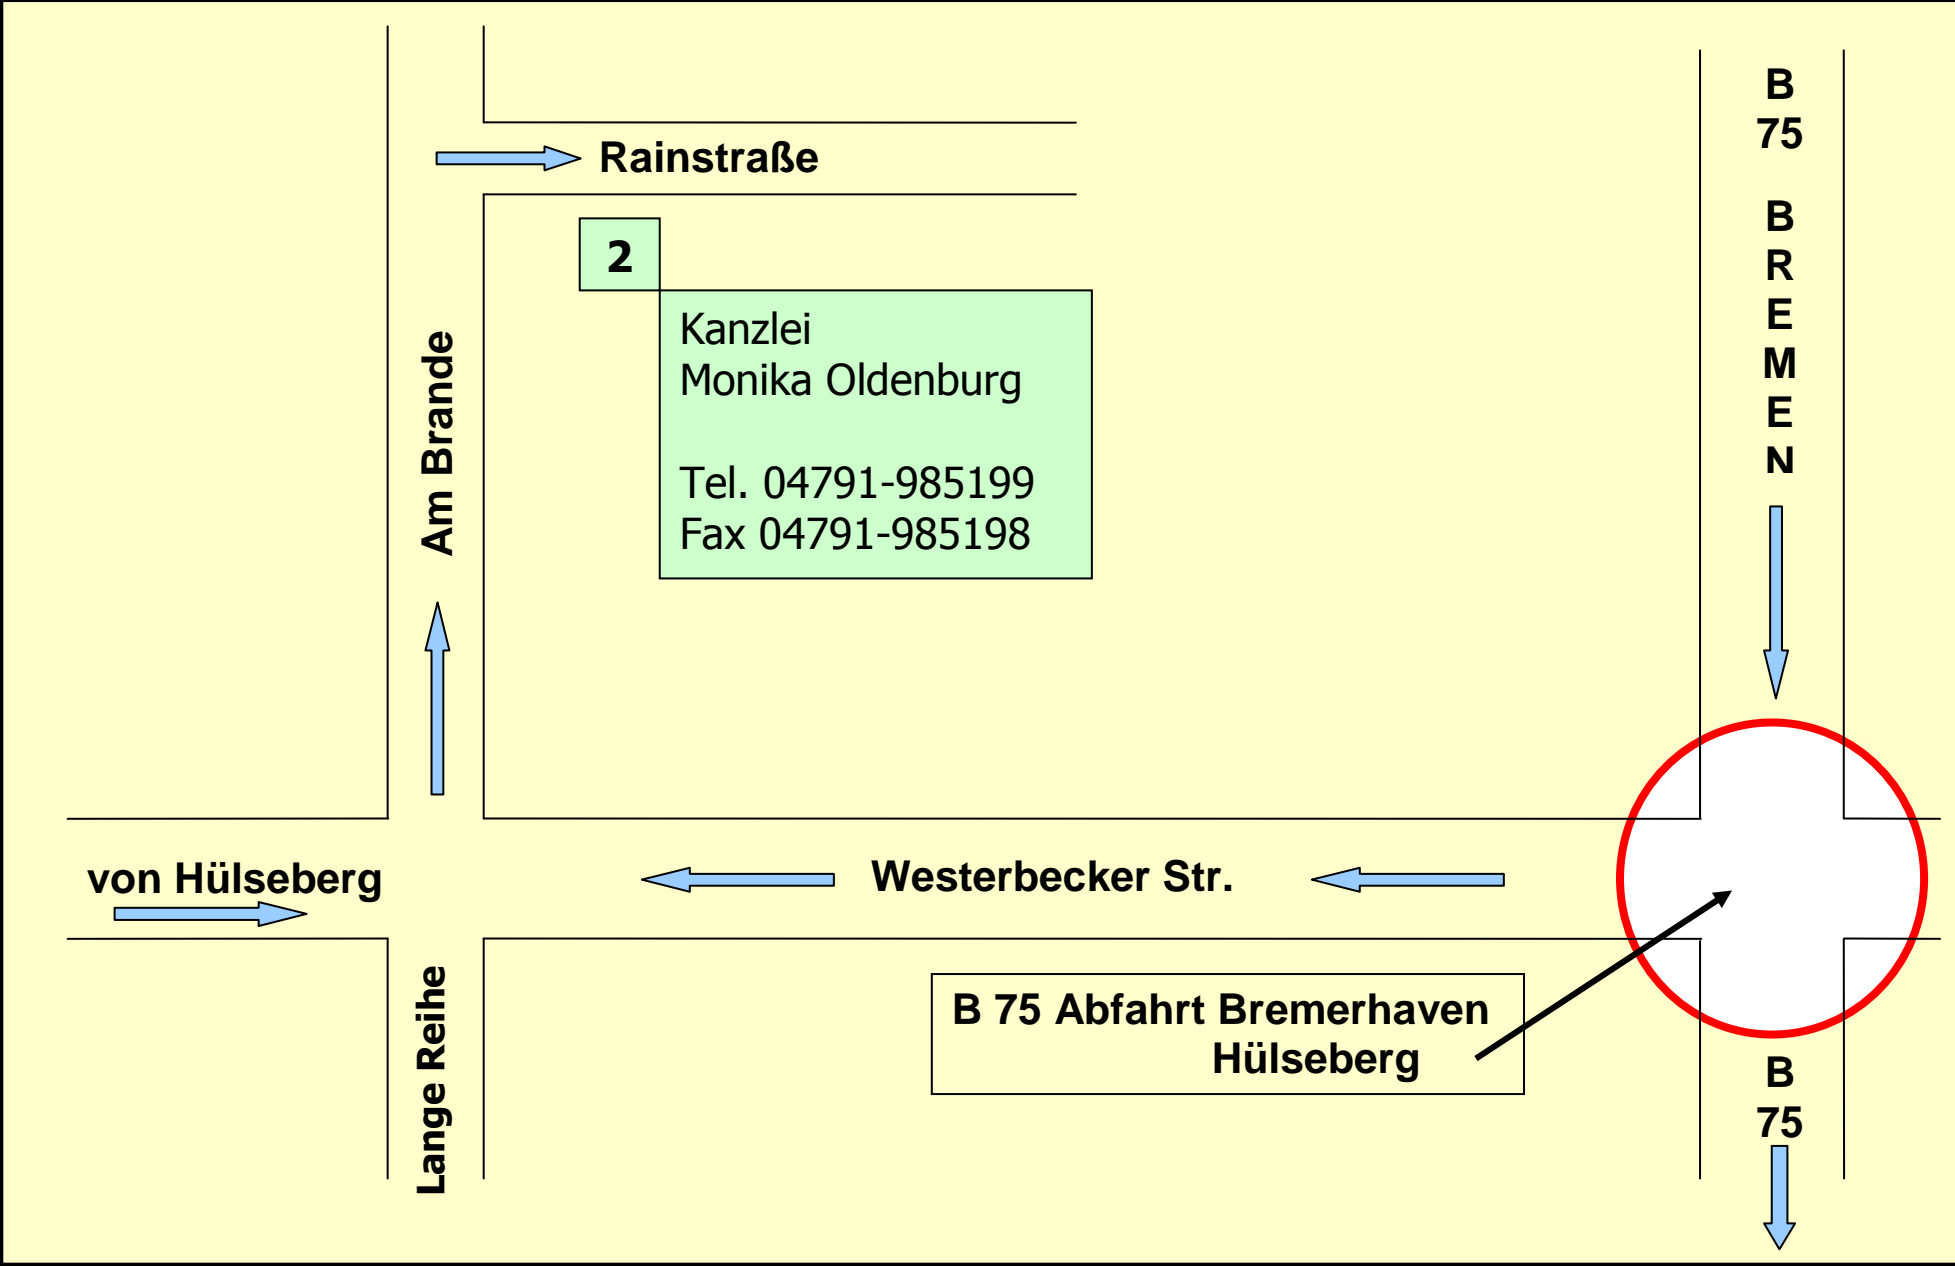 Rainstraße
2
Kanzlei
Monika Oldenburg
Tel. 04791-985199
Fax 04791-985198
Am Brande
B
75
B
R
E
M
E
N
von Hülseberg
Westerbecker Str.
Lange Reihe
B 75 Abfahrt Bremerhaven
Hülseberg
B
75